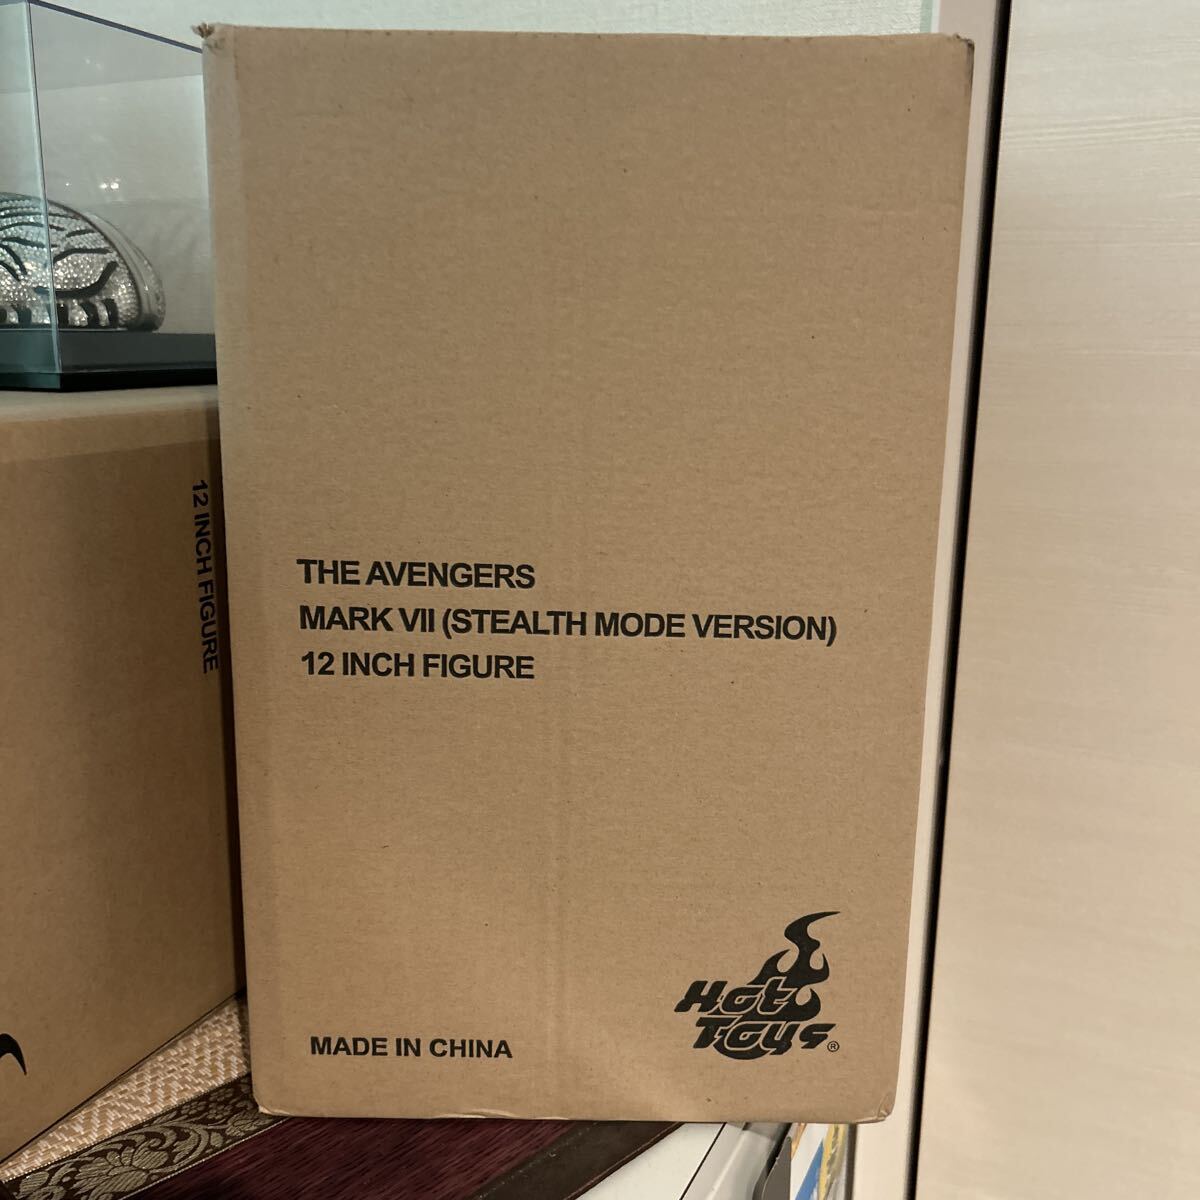 THE AVENGERS
MARK VII (STEALTH MODE VERSION)
12 INCH FIGURE
MADE IN CHINA
Hot
Toys®
12 INCH FIGURE